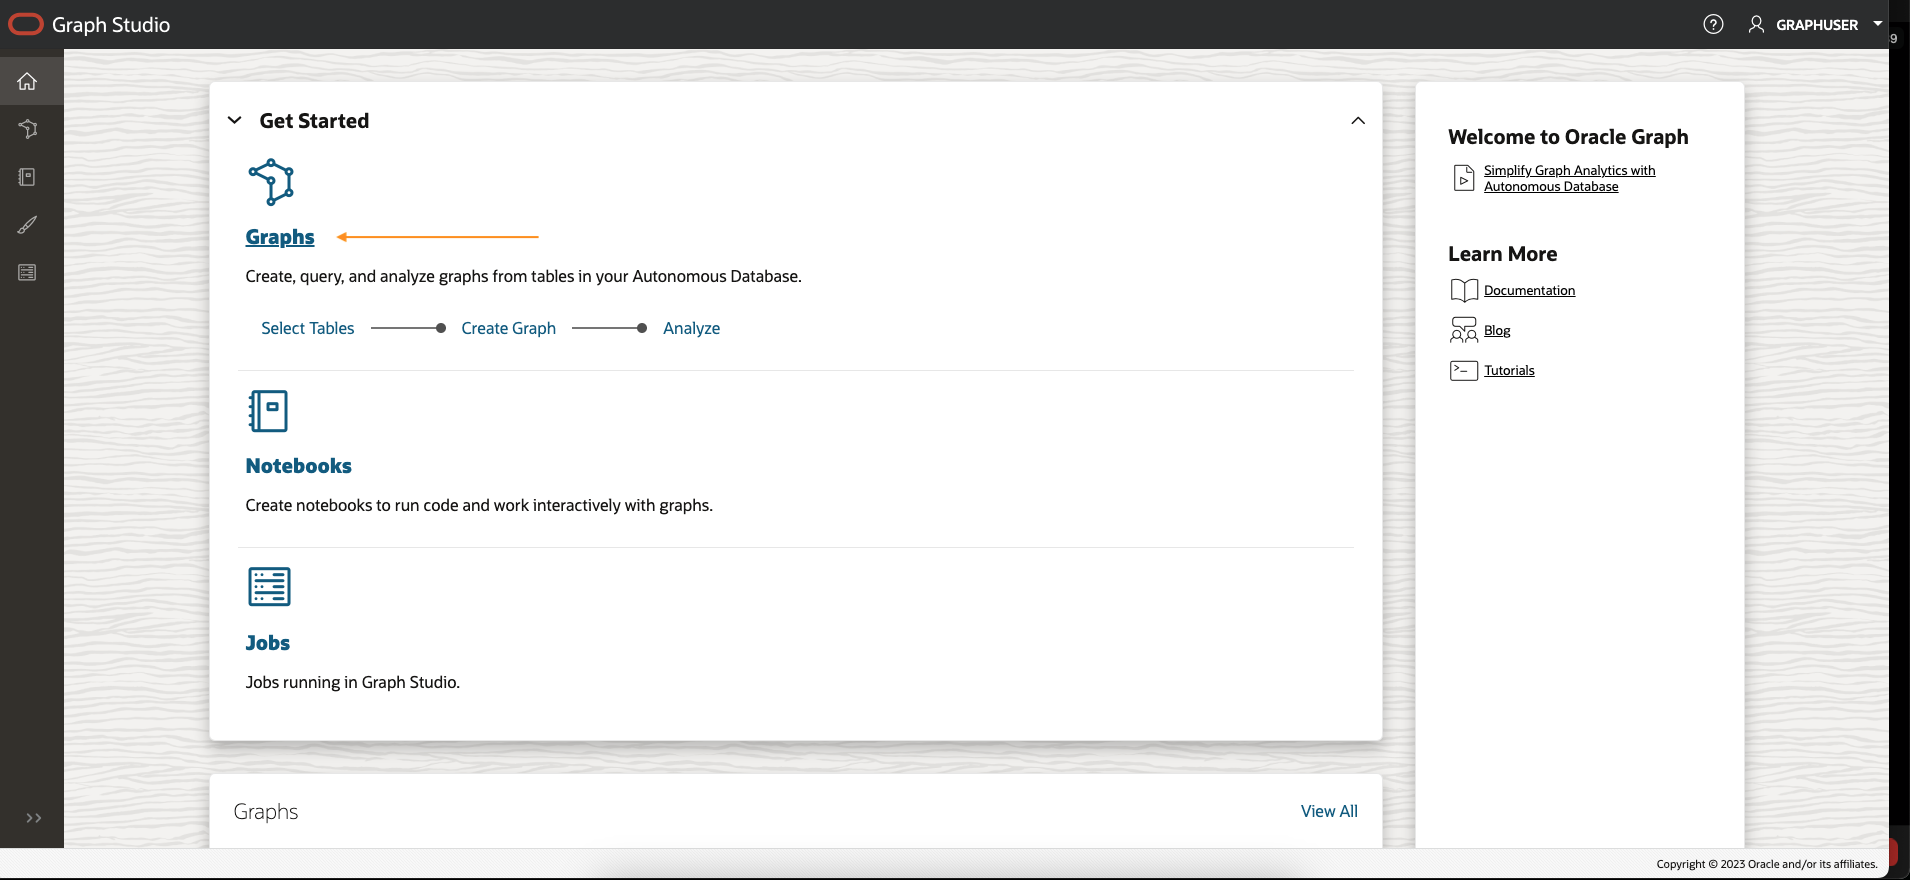 Graph Studio
GRAPHUSER
9
Get Started
Graphs
Create, query, and analyze graphs from tables in your Autonomous Database.
Select Tables
Create Graph
Analyze
Notebooks
Create notebooks to run code and work interactively with graphs.
Jobs
Jobs running in Graph Studio.
Graphs
View All
Welcome to Oracle Graph
Simplify Graph Analytics with
Autonomous Database
Learn More
Documentation
Blog
Tutorials
Copyright © 2023 Oracle and/or its affiliates.